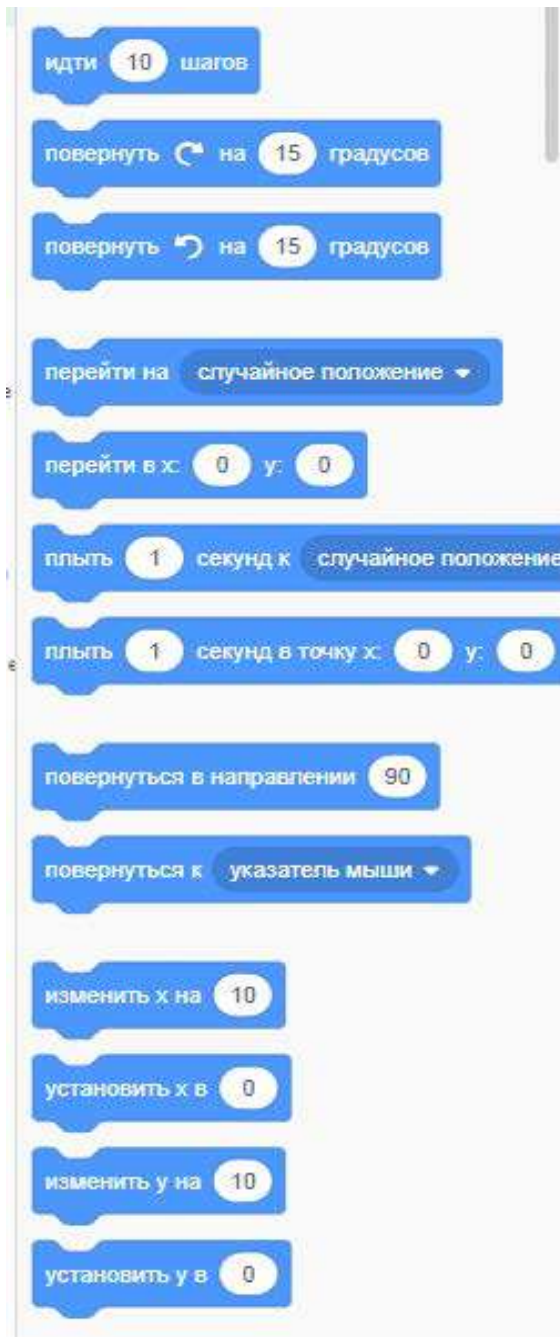 идти 10 шагов
повернуть на 15 градусов
повернуть на 15 градусов
перейти на случайное положение
перейти в x: 0 y: 0
плыть 1 секунд к случайное положение
плыть 1 секунд в точку x: 0 y: 0
повернуться в направлении 90
повернуться к указатель мыши
изменить x на 10
установить x в 0
изменить y на 10
установить y в 0